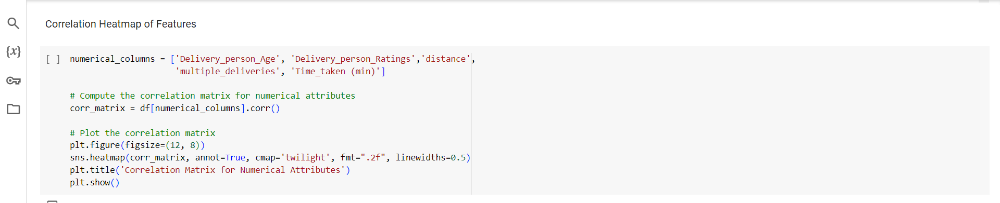 Correlation Heatmap of Features
{x}
[ ] numerical_columns = ['Delivery_person_Age', 'Delivery_person_Ratings','distance',
'multiple_deliveries', 'Time_taken (min)']
# Compute the correlation matrix for numerical attributes
corr_matrix = df[numerical_columns].corr()
# Plot the correlation matrix
plt.figure(figsize=(12, 8))
sns.heatmap(corr_matrix, annot=True, cmap='twilight', fmt=".2f", linewidths=0.5)
plt.title('Correlation Matrix for Numerical Attributes')
plt.show()